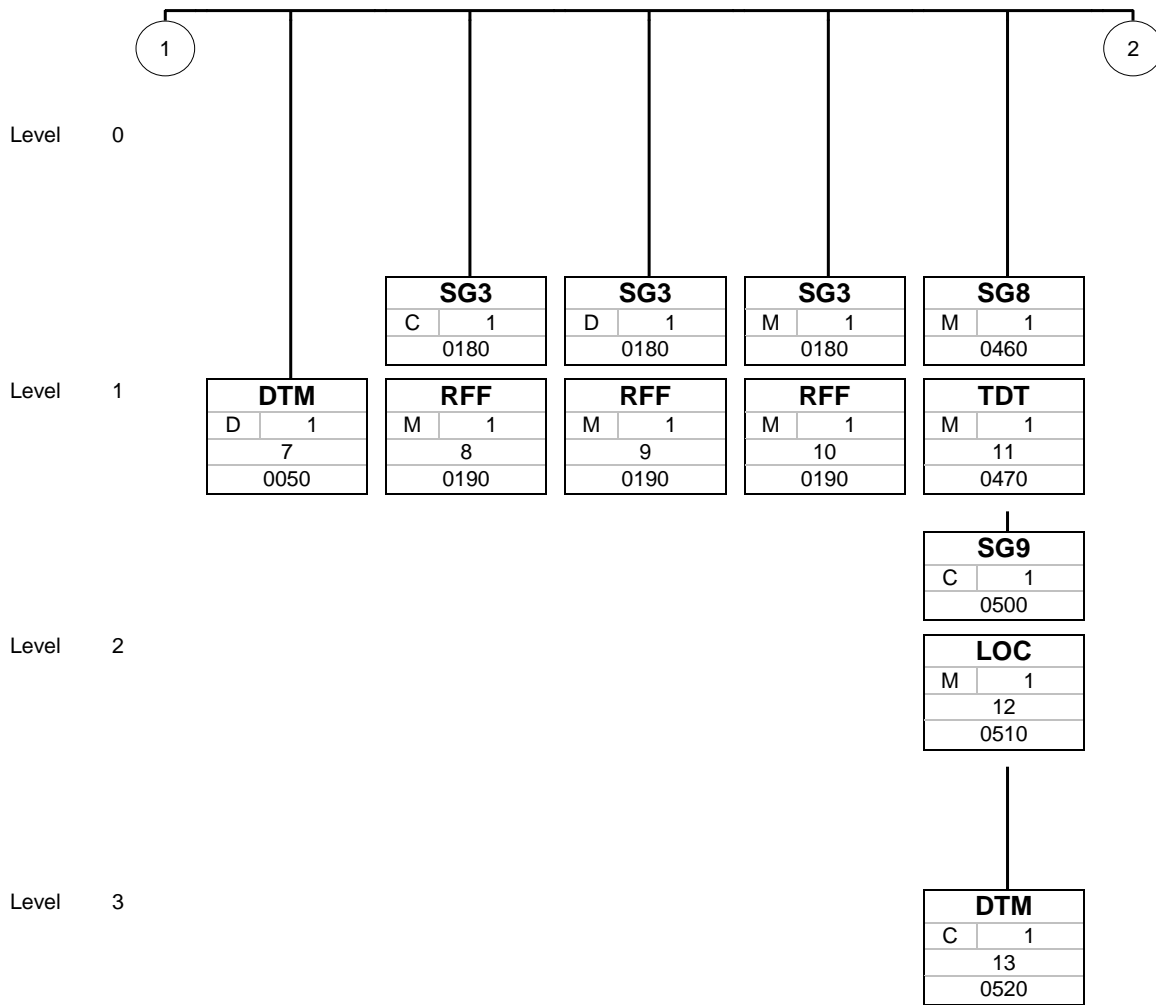 1 2
Level 0
SG3 SG3 SG3 SG8
C 1 D 1 M 1 M 1
0180 0180 0180 0460
Level 1
DTM RFF RFF RFF TDT
D 1 M 1 M 1 M 1 M 1
7 8 9 10 11
0050 0190 0190 0190 0470
SG9
C 1
0500
Level 2
LOC
M 1
12
0510
Level 3
DTM
C 1
13
0520